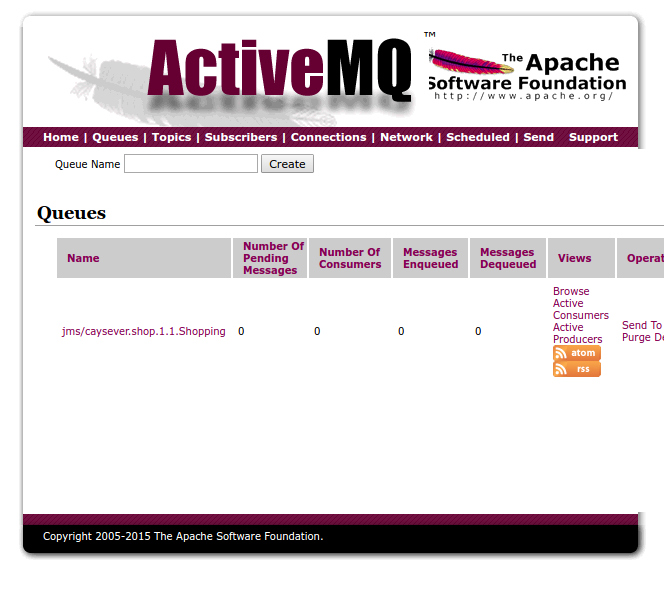 ActiveMQ™
The Apache
Software Foundation
http://www.apache.org/
Home | Queues | Topics | Subscribers | Connections | Network | Scheduled | Send Support
Queue Name Create
Queues
Name
Number Of
Pending
Messages
Number Of
Consumers
Messages
Enqueued
Messages
Dequeued
Views
Operat
jms/caysever.shop.1.1.Shopping
0
0
0
0
Browse
Active
Consumers
Active
Producers
atom
rss
Send To
Purge De
Copyright 2005-2015 The Apache Software Foundation.